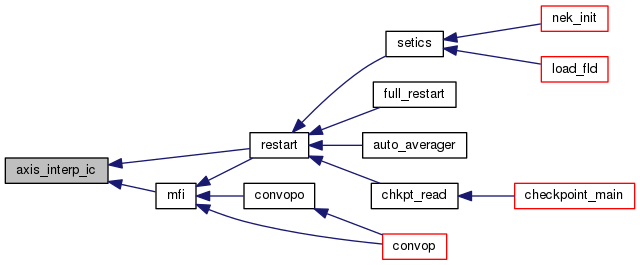 nek_init
setics
load_fld
full_restart
restart
auto_averager
axis_interp_ic
mfi
convopo
chkpt_read
checkpoint_main
convop